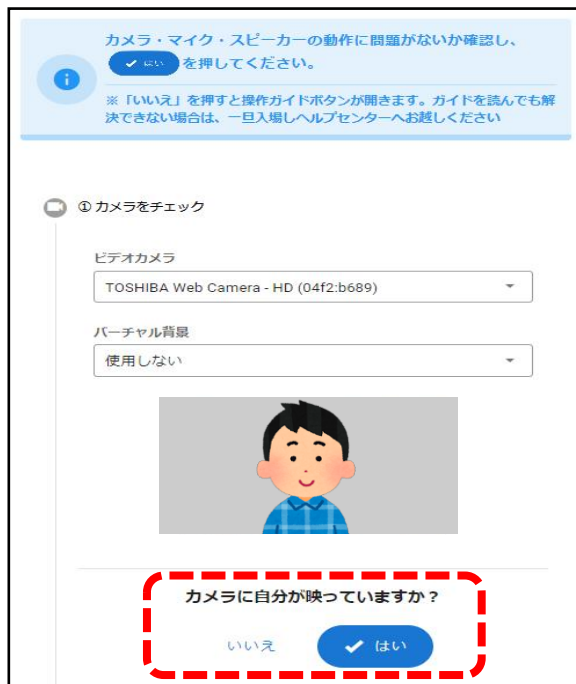 カメラ・マイク・スピーカーの動作に問題がないか確認し、
はい を押してください。
※「いいえ」を押すと操作ガイドボタンが開きます。ガイドを読んでも解
決できない場合は、一旦入場しヘルプセンターへお越しください
① カメラをチェック
ビデオカメラ
TOSHIBA Web Camera - HD (04f2:b689)
バーチャル背景
使用しない
カメラに自分が映っていますか？
いいえ はい